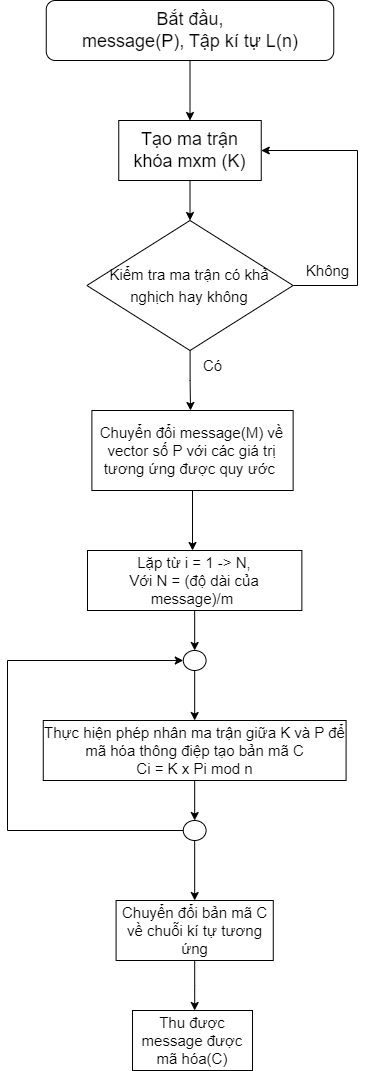 Bắt đầu,
message(P), Tập kí tự L(n)
Tạo ma trận
khóa mxm (K)
Kiểm tra ma trận có khả
nghịch hay không
Không
Có
Chuyển đổi message(M) về
vector số P với các giá trị
tương ứng được quy ước
Lặp từ i = 1 -> N,
Với N = (độ dài của
message)/m
Thực hiện phép nhân ma trận giữa K và P để
mã hóa thông điệp tạo bản mã C
Ci = K x Pi mod n
Chuyển đổi bản mã C
về chuỗi kí tự tương
ứng
Thu được
message được
mã hóa(C)